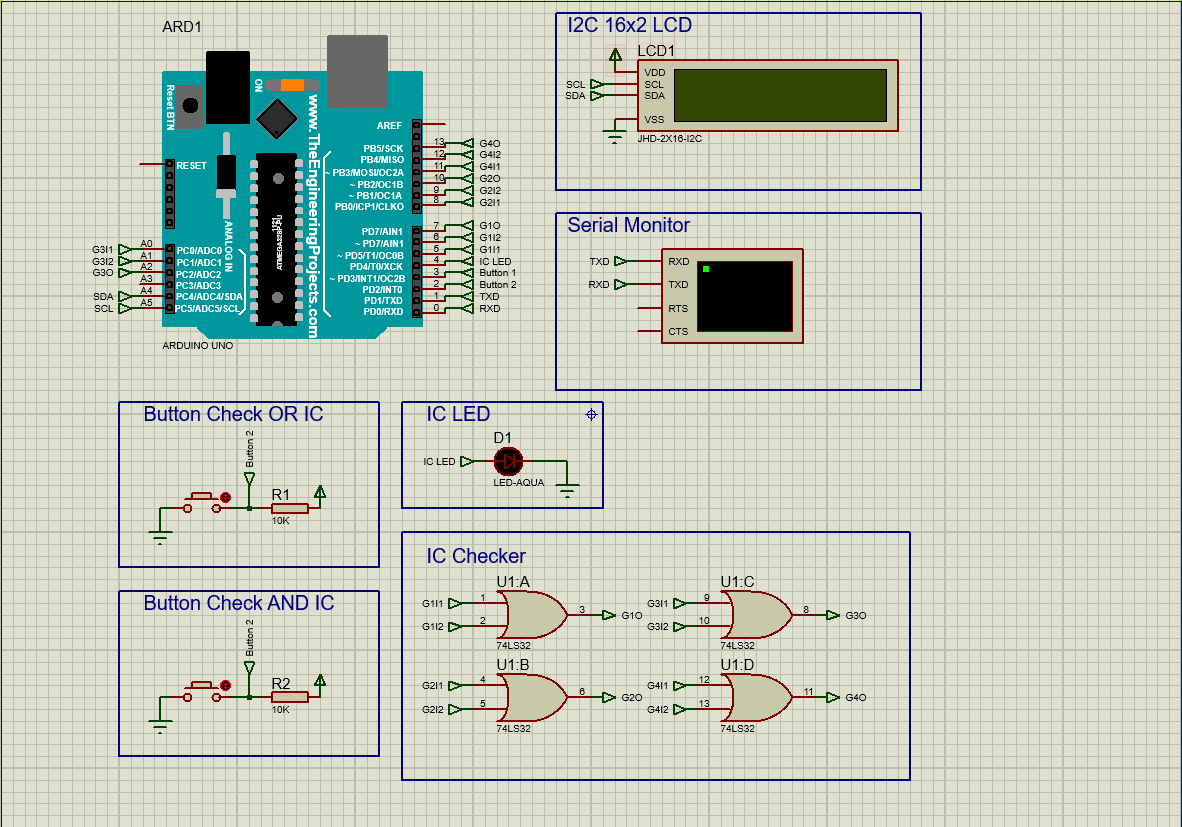 ARD1
ON
Reset BTN
RESET
www.TheEngineeringProjects.com
ANALOG IN
ATMEGA328P-PU
AREF
PB5/SCK
PB4/MISO
~ PB3/MOSI/OC2A
~ PB2/OC1B
~ PB1/OC1A
PB0/ICP1/CLKO
PD7/AIN1
~ PD7/AIN1
~ PD5/T1/OC0B
PD4/T0/XCK
~ PD3/INT1/OC2B
PD2/INT0
PD1/TXD
PD0/RXD
13 G4O
12 G4I2
11 G4I1
10 G2O
9 G2I2
8 G2I1
7 G1O
6 G1I2
5 G1I1
4 IC LED
3 Button 1
2 Button 2
1 TXD
0 RXD
G3I1 A0 PC0/ADC0
G3I2 A1 PC1/ADC1
G3O A2 PC2/ADC2
A3 PC3/ADC3
SDA A4 PC4/ADC4/SDA
SCL A5 PC5/ADC5/SCL
ARDUINO UNO
I2C 16x2 LCD
LCD1
VDD
SCL SCL
SDA SDA
VSS
JHD-2X16-I2C
Serial Monitor
TXD RXD
RXD TXD
RTS
CTS
Button Check OR IC
Button 2
R1
10K
IC LED
D1
IC LED
LED-AQUA
Button Check AND IC
Button 2
R2
10K
IC Checker
U1:A
G1I1 1
G1I2 2
3 G1O
74LS32
U1:C
G3I1 9
G3I2 10
8 G3O
74LS32
U1:B
G2I1 4
G2I2 5
6 G2O
74LS32
U1:D
G4I1 12
G4I2 13
11 G4O
74LS32